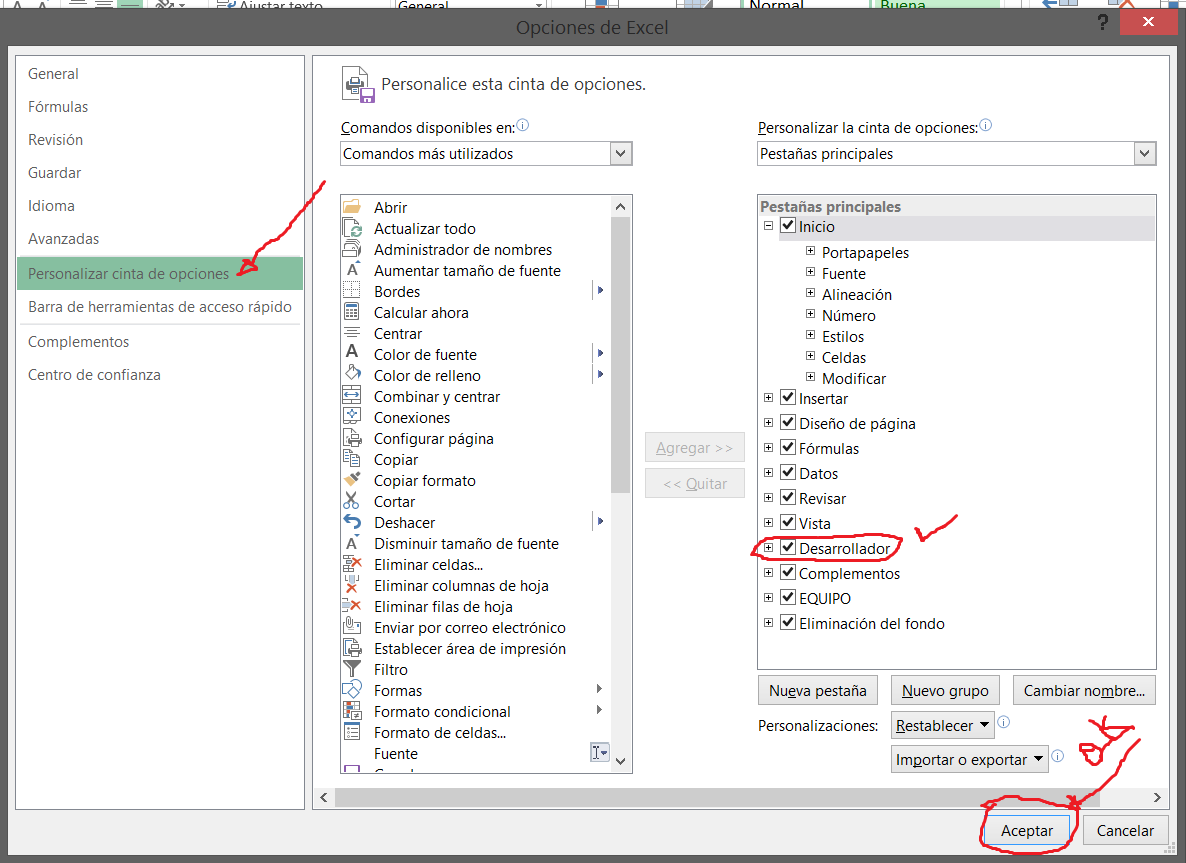 Ajustar texto
General
Normal
Buena
Opciones de Excel
?
General
Fórmulas
Revisión
Guardar
Idioma
Avanzadas
Personalizar cinta de opciones
Barra de herramientas de acceso rápido
Complementos
Centro de confianza
Personalice esta cinta de opciones.
Comandos disponibles en:
Comandos más utilizados
Abrir
Actualizar todo
Administrador de nombres
Aumentar tamaño de fuente
Bordes
Calcular ahora
Centrar
Color de fuente
Color de relleno
Combinar y centrar
Conexiones
Configurar página
Copiar
Copiar formato
Cortar
Deshacer
Disminuir tamaño de fuente
Eliminar celdas...
Eliminar columnas de hoja
Eliminar filas de hoja
Enviar por correo electrónico
Establecer área de impresión
Filtro
Formas
Formato condicional
Formato de celdas...
Fuente
Agregar >>
<< Quitar
Personalizar la cinta de opciones:
Pestañas principales
Pestañas principales
Inicio
Portapapeles
Fuente
Alineación
Número
Estilos
Celdas
Modificar
Insertar
Diseño de página
Fórmulas
Datos
Revisar
Vista
Desarrollador
Complementos
EQUIPO
Eliminación del fondo
Nueva pestaña
Nuevo grupo
Cambiar nombre...
Personalizaciones:
Restablecer
Importar o exportar
Aceptar
Cancelar